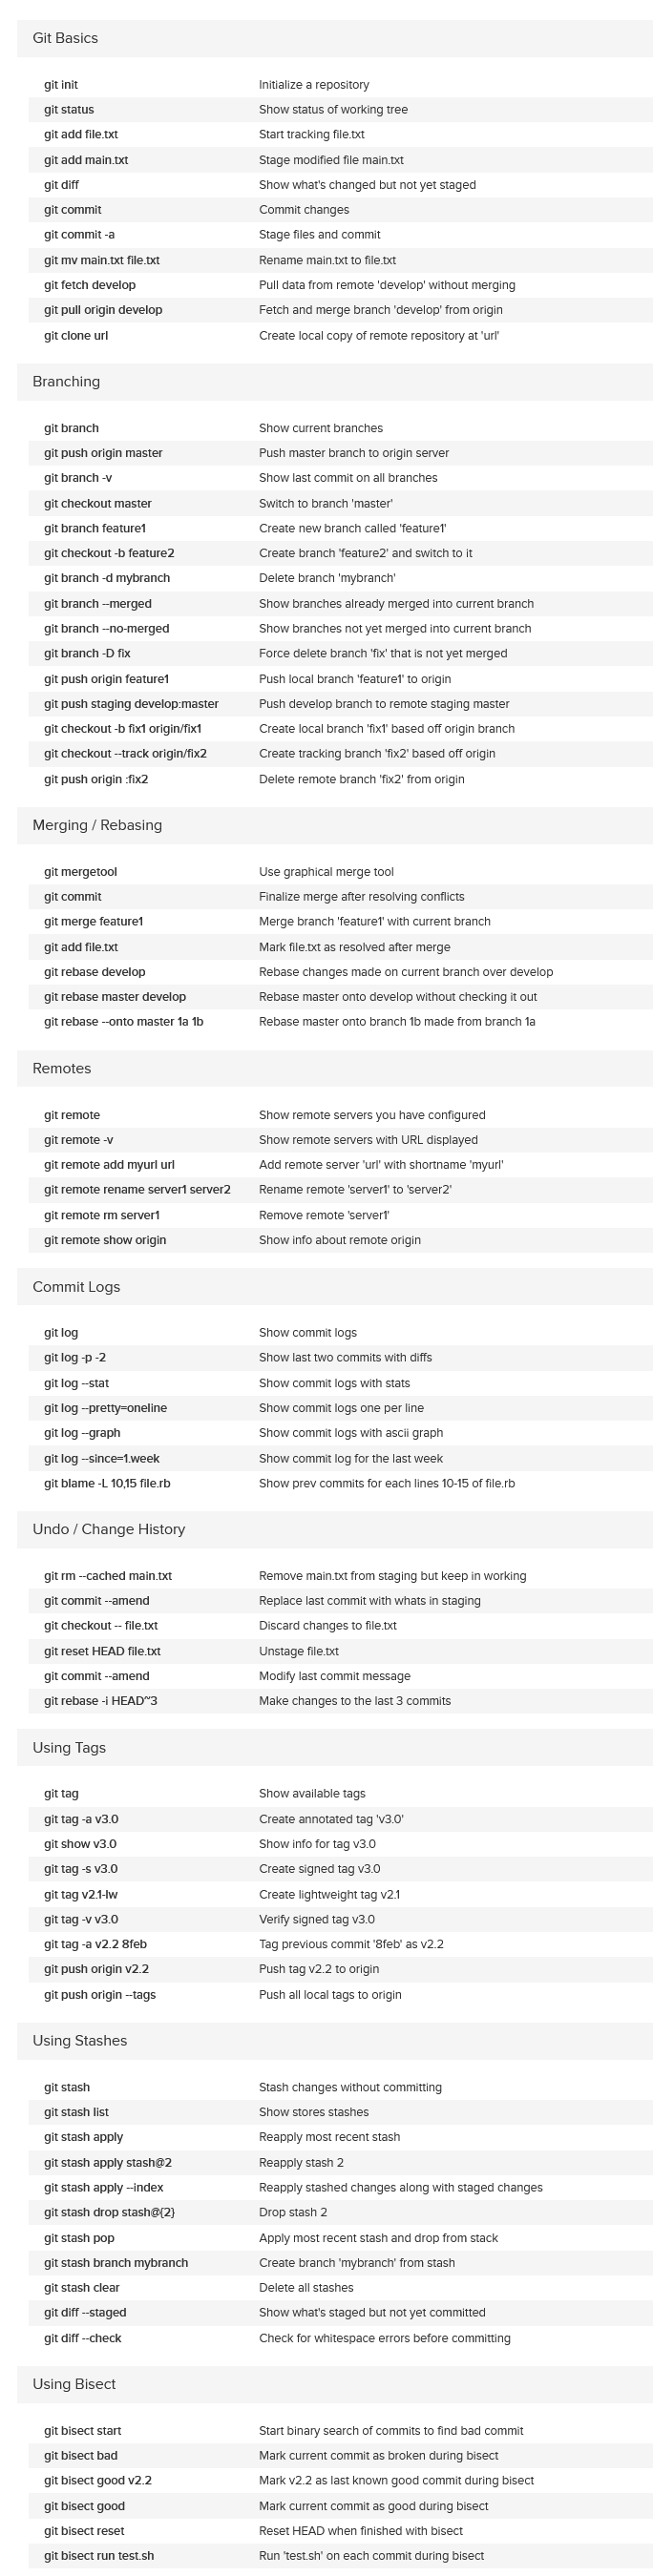 Git Basics
git init Initialize a repository
git status Show status of working tree
git add file.txt Start tracking file.txt
git add main.txt Stage modified file main.txt
git diff Show what's changed but not yet staged
git commit Commit changes
git commit -a Stage files and commit
git mv main.txt file.txt Rename main.txt to file.txt
git fetch develop Pull data from remote 'develop' without merging
git pull origin develop Fetch and merge branch 'develop' from origin
git clone url Create local copy of remote repository at 'url'
Branching
git branch Show current branches
git push origin master Push master branch to origin server
git branch -v Show last commit on all branches
git checkout master Switch to branch 'master'
git branch feature1 Create new branch called 'feature1'
git checkout -b feature2 Create branch 'feature2' and switch to it
git branch -d mybranch Delete branch 'mybranch'
git branch --merged Show branches already merged into current branch
git branch --no-merged Show branches not yet merged into current branch
git branch -D fix Force delete branch 'fix' that is not yet merged
git push origin feature1 Push local branch 'feature1' to origin
git push staging develop:master Push develop branch to remote staging master
git checkout -b fix1 origin/fix1 Create local branch 'fix1' based off origin branch
git checkout --track origin/fix2 Create tracking branch 'fix2' based off origin
git push origin :fix2 Delete remote branch 'fix2' from origin
Merging / Rebasing
git mergetool Use graphical merge tool
git commit Finalize merge after resolving conflicts
git merge feature1 Merge branch 'feature1' with current branch
git add file.txt Mark file.txt as resolved after merge
git rebase develop Rebase changes made on current branch over develop
git rebase master develop Rebase master onto develop without checking it out
git rebase --onto master 1a 1b Rebase master onto branch 1b made from branch 1a
Remotes
git remote Show remote servers you have configured
git remote -v Show remote servers with URL displayed
git remote add myurl url Add remote server 'url' with shortname 'myurl'
git remote rename server1 server2 Rename remote 'server1' to 'server2'
git remote rm server1 Remove remote 'server1'
git remote show origin Show info about remote origin
Commit Logs
git log Show commit logs
git log -p -2 Show last two commits with diffs
git log --stat Show commit logs with stats
git log --pretty=oneline Show commit logs one per line
git log --graph Show commit logs with ascii graph
git log --since=1.week Show commit log for the last week
git blame -L 10,15 file.rb Show prev commits for each lines 10-15 of file.rb
Undo / Change History
git rm --cached main.txt Remove main.txt from staging but keep in working
git commit --amend Replace last commit with whats in staging
git checkout -- file.txt Discard changes to file.txt
git reset HEAD file.txt Unstage file.txt
git commit --amend Modify last commit message
git rebase -i HEAD~3 Make changes to the last 3 commits
Using Tags
git tag Show available tags
git tag -a v3.0 Create annotated tag 'v3.0'
git show v3.0 Show info for tag v3.0
git tag -s v3.0 Create signed tag v3.0
git tag v2.1-lw Create lightweight tag v2.1
git tag -v v3.0 Verify signed tag v3.0
git tag -a v2.2 8feb Tag previous commit '8feb' as v2.2
git push origin v2.2 Push tag v2.2 to origin
git push origin --tags Push all local tags to origin
Using Stashes
git stash Stash changes without committing
git stash list Show stores stashes
git stash apply Reapply most recent stash
git stash apply stash@2 Reapply stash 2
git stash apply --index Reapply stashed changes along with staged changes
git stash drop stash@{2} Drop stash 2
git stash pop Apply most recent stash and drop from stack
git stash branch mybranch Create branch 'mybranch' from stash
git stash clear Delete all stashes
git diff --staged Show what's staged but not yet committed
git diff --check Check for whitespace errors before committing
Using Bisect
git bisect start Start binary search of commits to find bad commit
git bisect bad Mark current commit as broken during bisect
git bisect good v2.2 Mark v2.2 as last known good commit during bisect
git bisect good Mark current commit as good during bisect
git bisect reset Reset HEAD when finished with bisect
git bisect run test.sh Run 'test.sh' on each commit during bisect